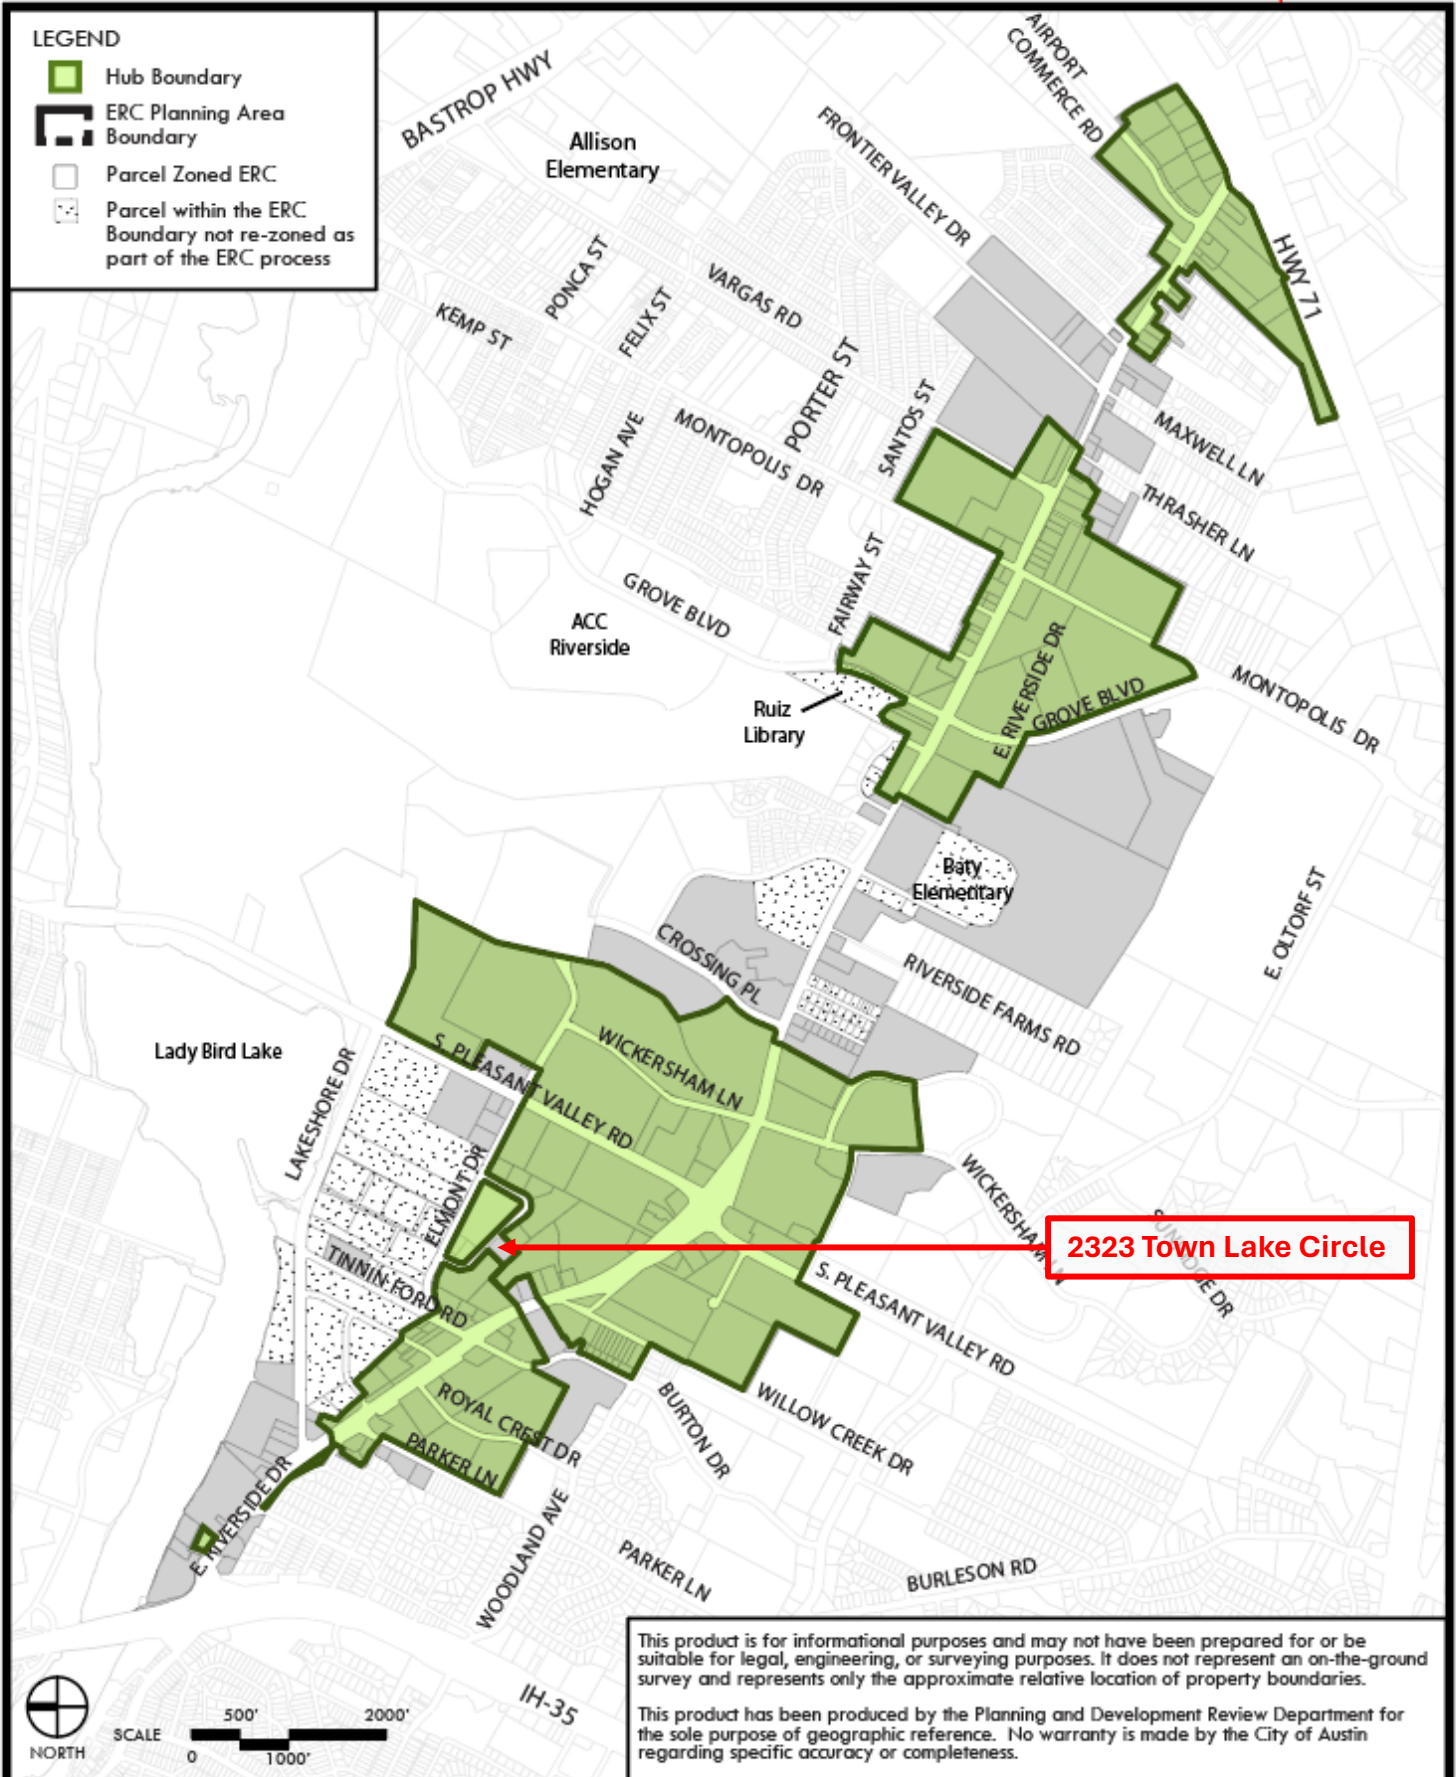 LEGEND
Hub Boundary
ERC Planning Area
Boundary
Parcel Zoned ERC
Parcel within the ERC
Boundary not re-zoned as
part of the ERC process
BASTROP HWY
Allison
Elementary
AIRPORT
COMMERCE RD
FRONTIER VALLEY DR
HWY 71
PONCA ST
FELIX ST
KEMP ST
VARGAS RD
PORTER ST
SANTOS ST
HOGAN AVE
MONTOPOLIS DR
MAXWELL LN
THRASHER LN
FAIRWAY ST
GROVE BLVD
ACC
Riverside
E. RIVERSIDE DR
GROVE BLVD
MONTOPOLIS DR
Ruiz
Library
Baty
Elementary
E. OLTORF ST
CROSSING PL
RIVERSIDE FARMS RD
Lady Bird Lake
LAKESHORE DR
S. PLEASANT VALLEY RD
WICKERSHAM LN
ELMONT DR
WICKERSHAM LN
SUNRIDGE DR
2323 Town Lake Circle
TINNIN FORD RD
S. PLEASANT VALLEY RD
ROYAL CREST DR
PARKER LN
BURTON DR
WILLOW CREEK DR
E. RIVERSIDE DR
WOODLAND AVE
PARKER LN
BURLESON RD
IH-35
NORTH
SCALE
500'
2000'
0
1000'
This product is for informational purposes and may not have been prepared for or be
suitable for legal, engineering, or surveying purposes. It does not represent an on-the-ground
survey and represents only the approximate relative location of property boundaries.
This product has been produced by the Planning and Development Review Department for
the sole purpose of geographic reference. No warranty is made by the City of Austin
regarding specific accuracy or completeness.